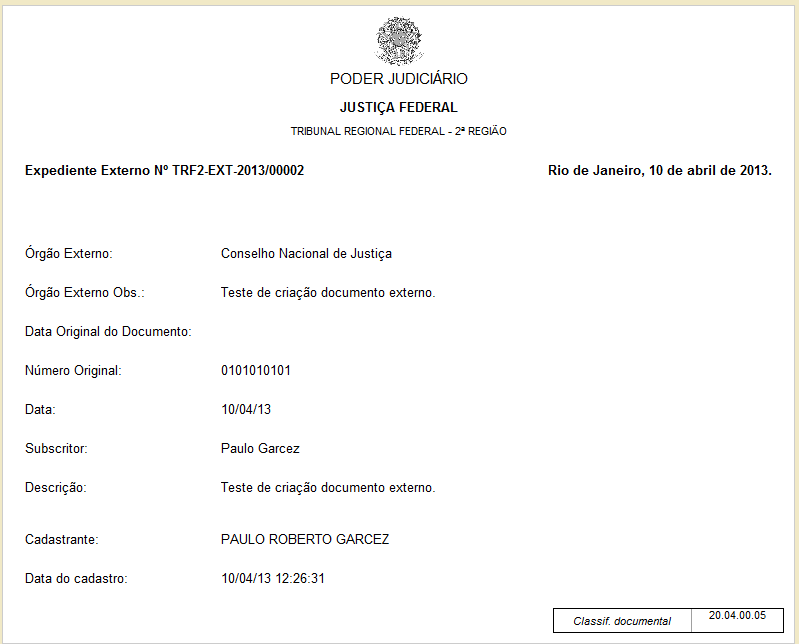 PODER JUDICIÁRIO
JUSTIÇA FEDERAL
TRIBUNAL REGIONAL FEDERAL - 2ª REGIÃO
Expediente Externo Nº TRF2-EXT-2013/00002 Rio de Janeiro, 10 de abril de 2013.
Órgão Externo: Conselho Nacional de Justiça
Órgão Externo Obs.: Teste de criação documento externo.
Data Original do Documento:
Número Original: 0101010101
Data: 10/04/13
Subscritor: Paulo Garcez
Descrição: Teste de criação documento externo.
Cadastrante: PAULO ROBERTO GARCEZ
Data do cadastro: 10/04/13 12:26:31
Classif. documental 20.04.00.05